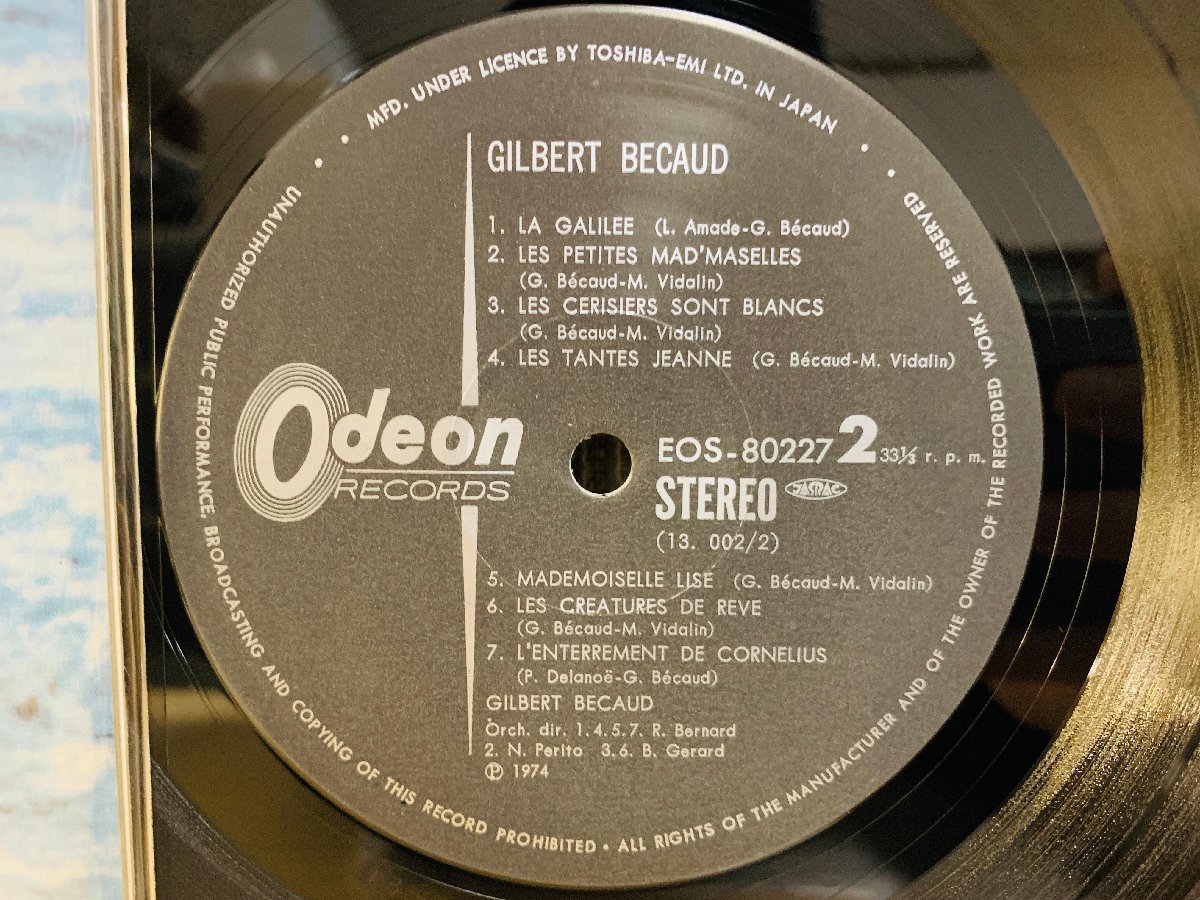 MFD. UNDER LICENCE BY TOSHIBA-EMI LTD. IN JAPAN
GILBERT BECAUD
1. LA GALILEE (L. Amade-G. Bécaud)
2. LES PETITES MAD'MASELLES
(G. Bécaud-M. Vidalin)
3. LES CERISIERS SONT BLANCS
(G. Bécaud-M. Vidalin)
4. LES TANTES JEANNE (G. Bécaud-M. Vidalin)
Odeon
RECORDS
EOS-80227 2 33⅓ r. p. m.
STEREO JASRAC
(13. 002/2)
5. MADEMOISELLE LISE (G. Bécaud-M. Vidalin)
6. LES CREATURES DE REVE
(G. Bécaud-M. Vidalin)
7. L'ENTERREMENT DE CORNELIUS
(P. Delanoë-G. Bécaud)
GILBERT BECAUD
Orch. dir. 1.4.5.7. R. Bernard
2. N. Perito 3.6. B. Gerard
℗ 1974
UNAUTHORIZED PUBLIC PERFORMANCE, BROADCASTING AND COPYING OF THIS RECORD PROHIBITED • ALL RIGHTS OF THE MANUFACTURER AND OF THE OWNER OF THE RECORDED WORK ARE RESERVED